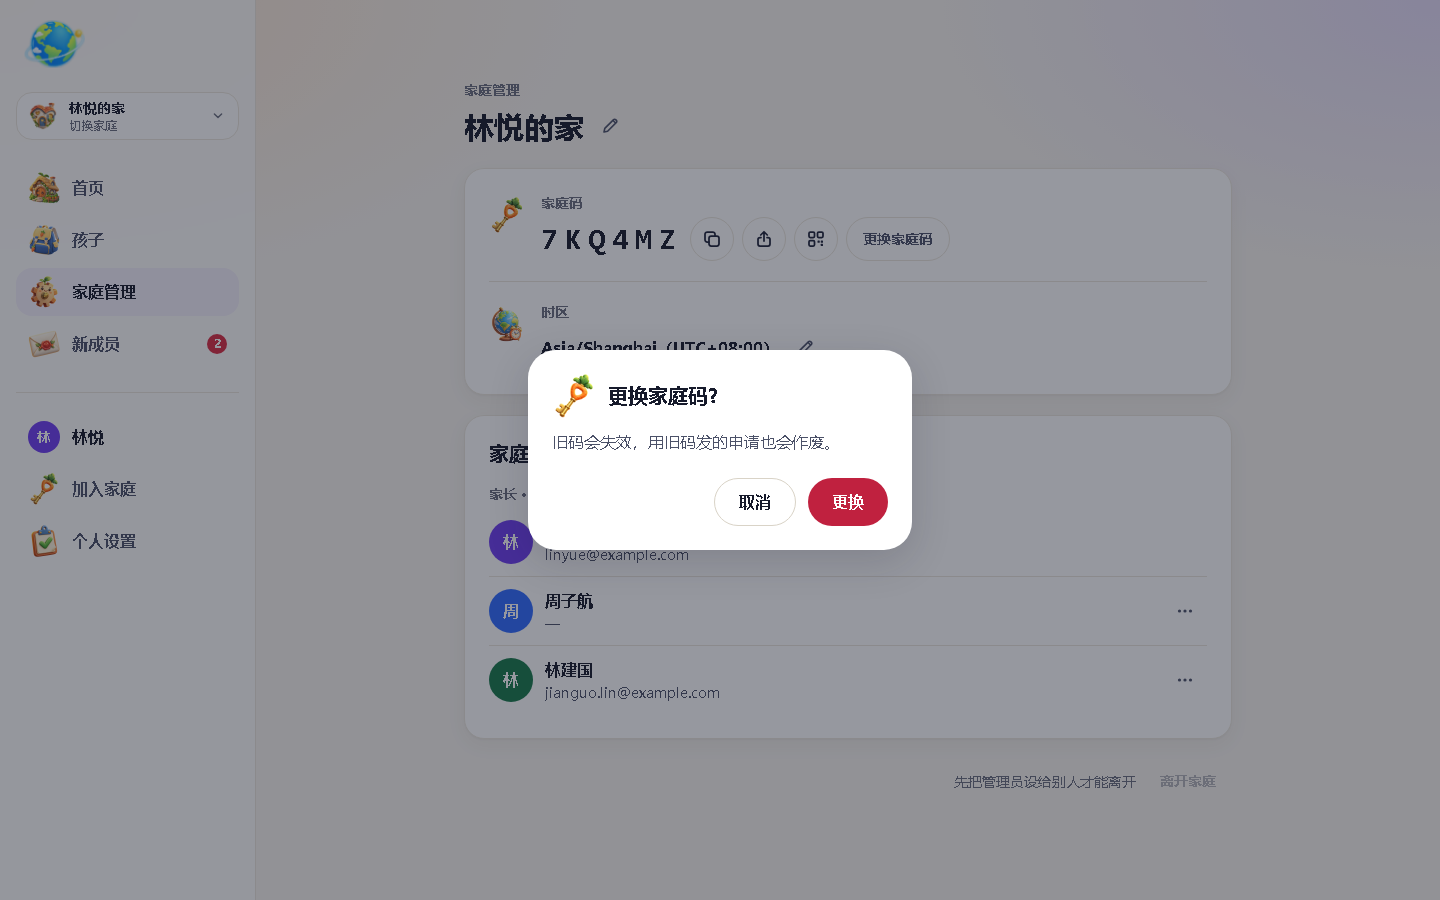 林悦的家
切换家庭
首页
孩子
家庭管理
新成员
2
林
林悦
加入家庭
个人设置
家庭管理
林悦的家
家庭码
7KQ4MZ
更换家庭码
时区
Asia/Shanghai (UTC+08:00)
更换家庭码?
旧码会失效，用旧码发的申请也会作废。
取消
更换
家庭
家长 •
林
linyue@example.com
周
周子航
—
林
林建国
jianguo.lin@example.com
先把管理员设给别人才能离开
离开家庭